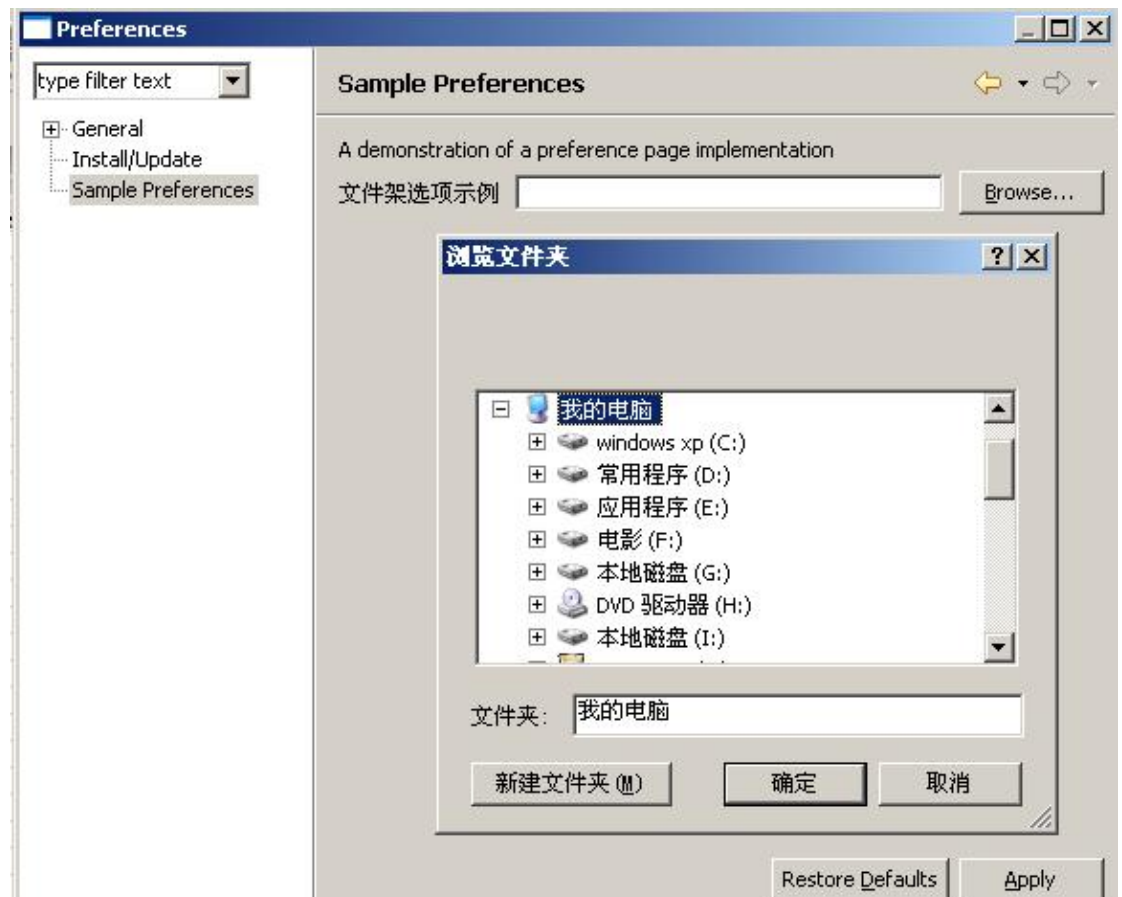 Preferences
type filter text
Sample Preferences
General
Install/Update
Sample Preferences
A demonstration of a preference page implementation
文件架选项示例
Browse...
浏览文件夹
我的电脑
windows xp (C:)
常用程序 (D:)
应用程序 (E:)
电影 (F:)
本地磁盘 (G:)
DVD 驱动器 (H:)
本地磁盘 (I:)
文件夹: 我的电脑
新建文件夹(M) 确定 取消
Restore Defaults Apply